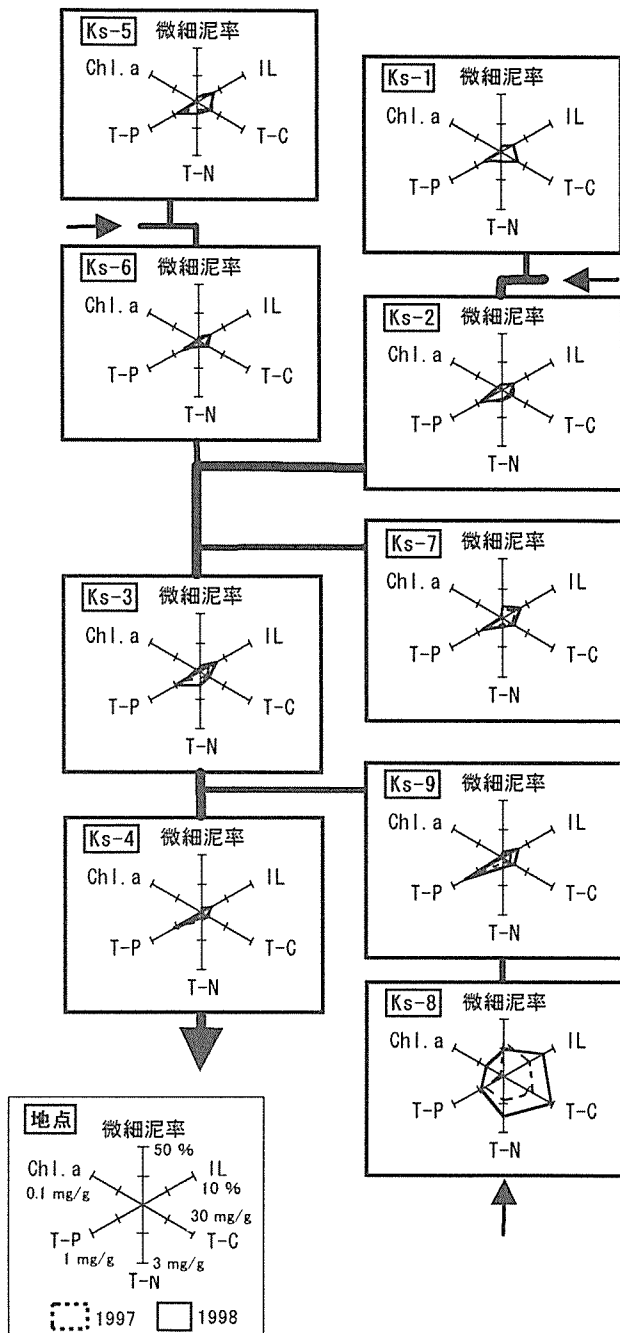 Ks-5 微細泥率
Chl.a IL
T-P T-C
T-N
Ks-1 微細泥率
Chl.a IL
T-P T-C
T-N
Ks-6 微細泥率
Chl.a IL
T-P T-C
T-N
Ks-2 微細泥率
Chl.a IL
T-P T-C
T-N
Ks-7 微細泥率
Chl.a IL
T-P T-C
T-N
Ks-3 微細泥率
Chl.a IL
T-P T-C
T-N
Ks-9 微細泥率
Chl.a IL
T-P T-C
T-N
Ks-4 微細泥率
Chl.a IL
T-P T-C
T-N
Ks-8 微細泥率
Chl.a IL
T-P T-C
T-N
地点 微細泥率
50 %
Chl.a IL
0.1 mg/g 10 %
30 mg/g
T-P T-C
1 mg/g 3 mg/g
T-N
1997 1998